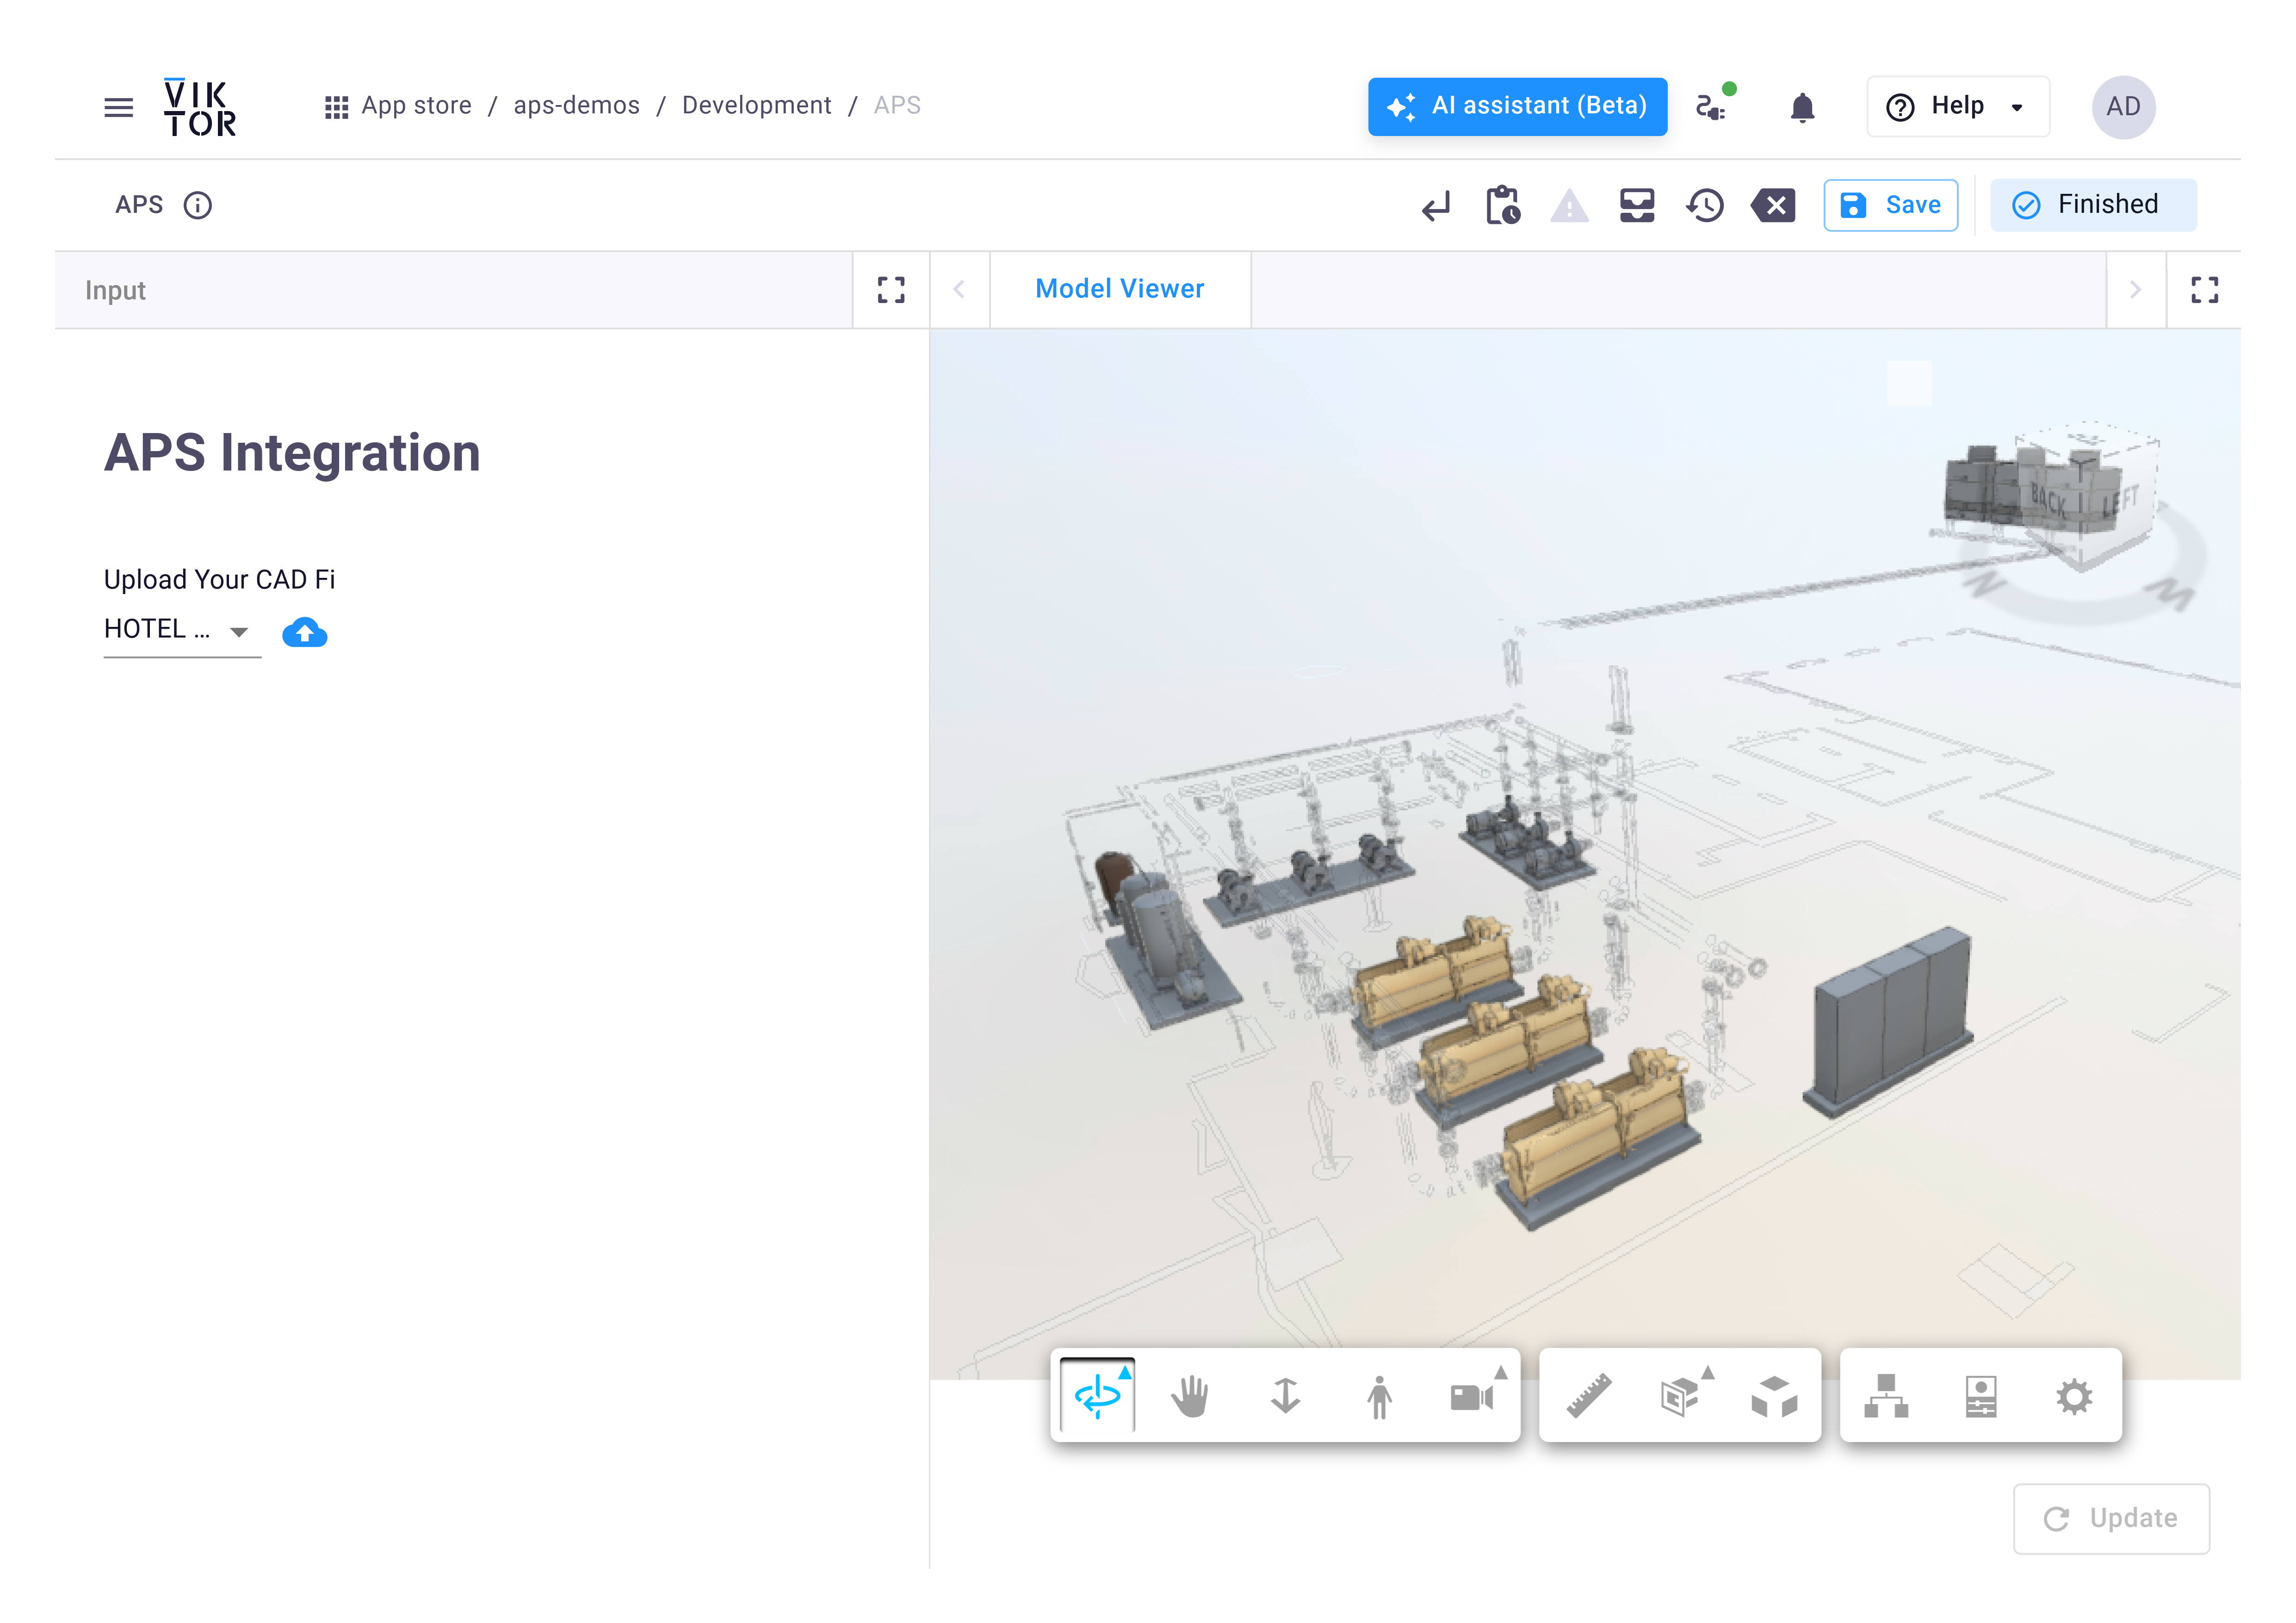 VIK
TOR
App store / aps-demos / Development / APS
AI assistant (Beta)
Help
AD
APS
Save
Finished
Input
Model Viewer
APS Integration
Upload Your CAD Fi
HOTEL ...
BACK
LEFT
N
W
Update